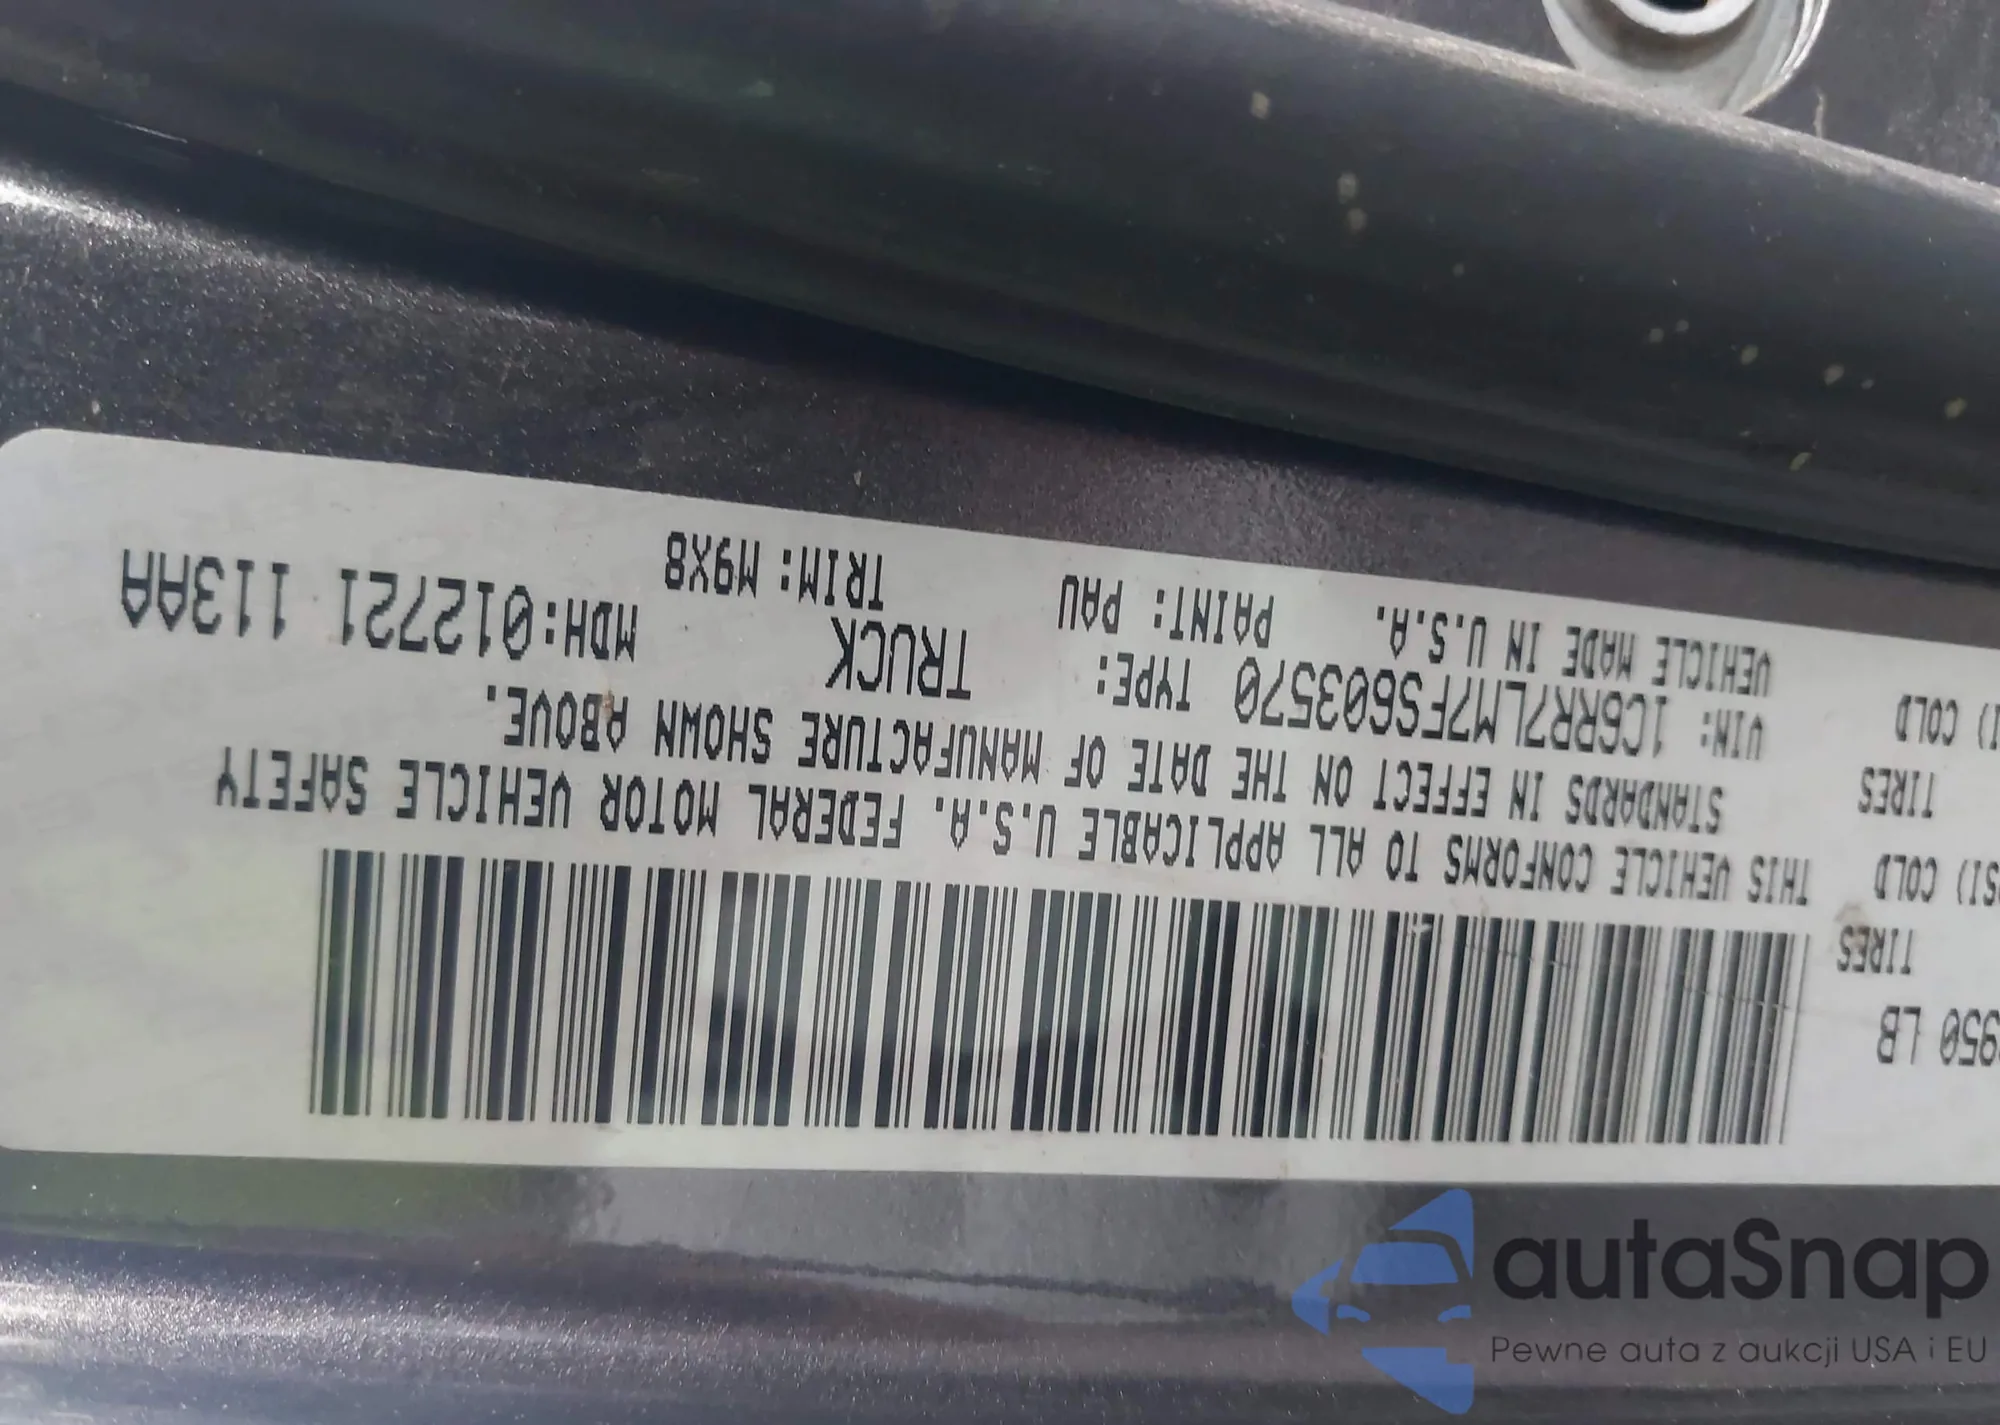 950 LB
TIRES
SI) COLD
THIS VEHICLE CONFORMS TO ALL APPLICABLE U.S.A. FEDERAL MOTOR VEHICLE SAFETY
STANDARDS IN EFFECT ON THE DATE OF MANUFACTURE SHOWN ABOVE.
TIRES
I) COLD
VIN: 1C6RR7LM7FS603570 TYPE: TRUCK MDH:012721 113AA
VEHICLE MADE IN U.S.A. PAINT: PAU TRIM: M9X8
autaSnap
Pewne auta z aukcji USA i EU